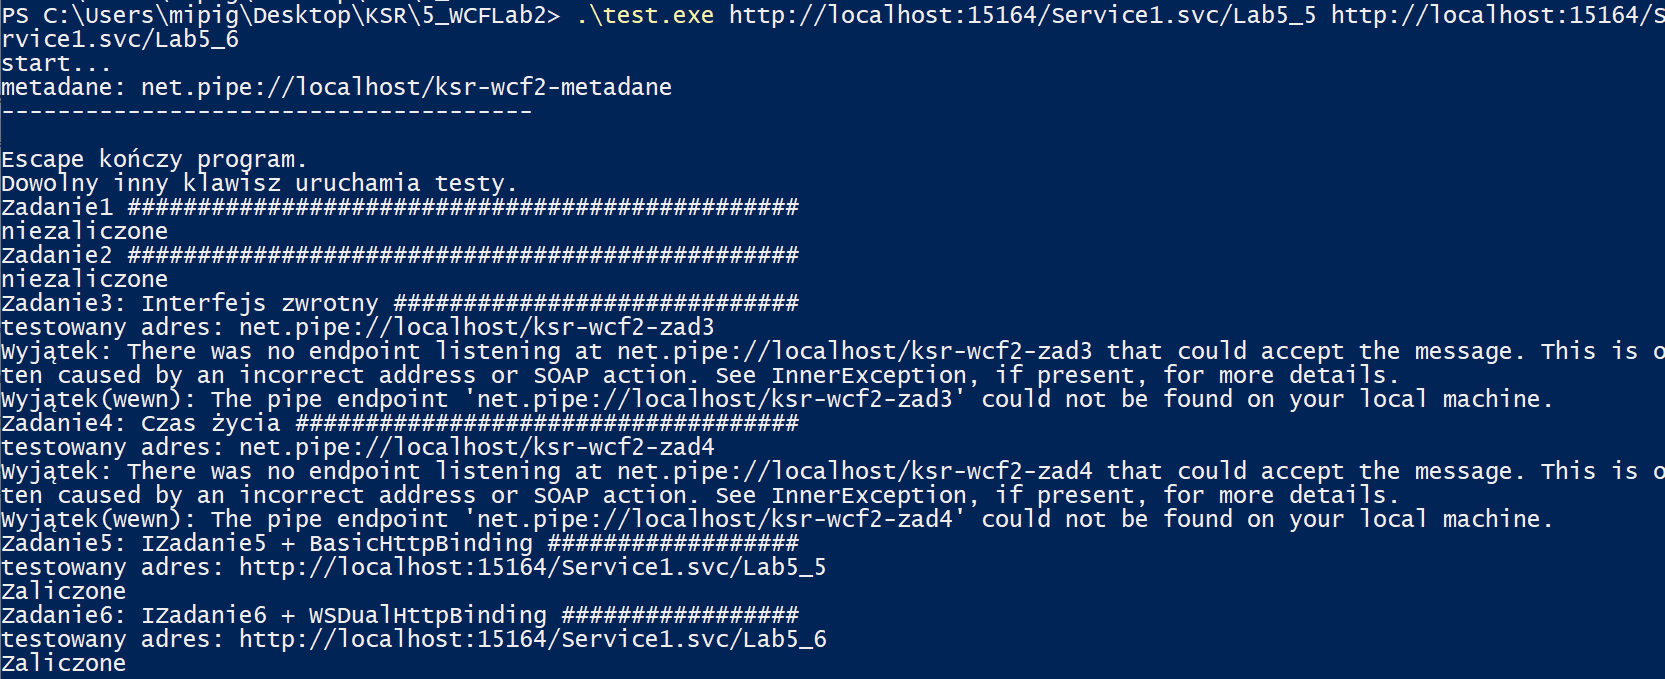 PS C:\Users\mipig\Desktop\KSR\5_WCFLab2> .\test.exe http://localhost:15164/Service1.svc/Lab5_5 http://localhost:15164/S
rvice1.svc/Lab5_6
start...
metadane: net.pipe://localhost/ksr-wcf2-metadane
--------------------------------------
Escape kończy program.
Dowolny inny klawisz uruchamia testy.
Zadanie1 ################################################
niezaliczone
Zadanie2 ################################################
niezaliczone
Zadanie3: Interfejs zwrotny #############################
testowany adres: net.pipe://localhost/ksr-wcf2-zad3
Wyjątek: There was no endpoint listening at net.pipe://localhost/ksr-wcf2-zad3 that could accept the message. This is o
ten caused by an incorrect address or SOAP action. See InnerException, if present, for more details.
Wyjątek(wewn): The pipe endpoint 'net.pipe://localhost/ksr-wcf2-zad3' could not be found on your local machine.
Zadanie4: Czas życia ####################################
testowany adres: net.pipe://localhost/ksr-wcf2-zad4
Wyjątek: There was no endpoint listening at net.pipe://localhost/ksr-wcf2-zad4 that could accept the message. This is o
ten caused by an incorrect address or SOAP action. See InnerException, if present, for more details.
Wyjątek(wewn): The pipe endpoint 'net.pipe://localhost/ksr-wcf2-zad4' could not be found on your local machine.
Zadanie5: IZadanie5 + BasicHttpBinding ##################
testowany adres: http://localhost:15164/Service1.svc/Lab5_5
Zaliczone
Zadanie6: IZadanie6 + WSDualHttpBinding #################
testowany adres: http://localhost:15164/Service1.svc/Lab5_6
Zaliczone